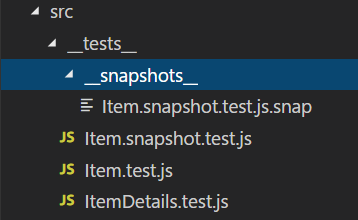 src
__tests__
__snapshots__
Item.snapshot.test.js.snap
JS Item.snapshot.test.js
JS Item.test.js
JS ItemDetails.test.js